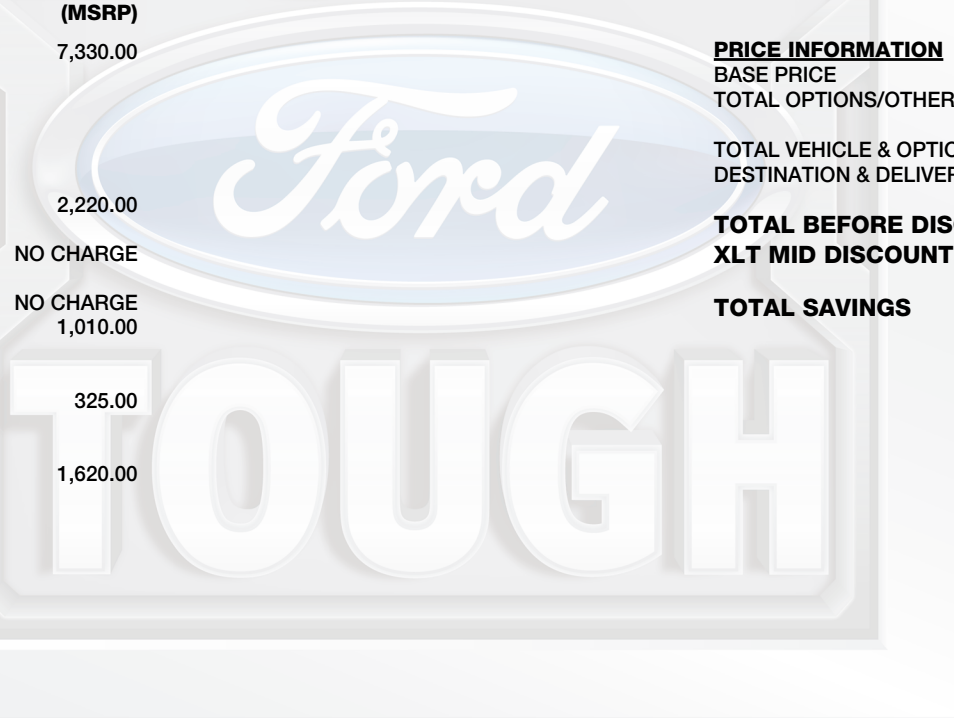 (MSRP)
7,330.00
2,220.00
NO CHARGE
NO CHARGE
1,010.00
325.00
1,620.00
PRICE INFORMATION
BASE PRICE
TOTAL OPTIONS/OTHER
TOTAL VEHICLE & OPTIO
DESTINATION & DELIVER
TOTAL BEFORE DISC
XLT MID DISCOUNT
TOTAL SAVINGS
Ford
TOUGH